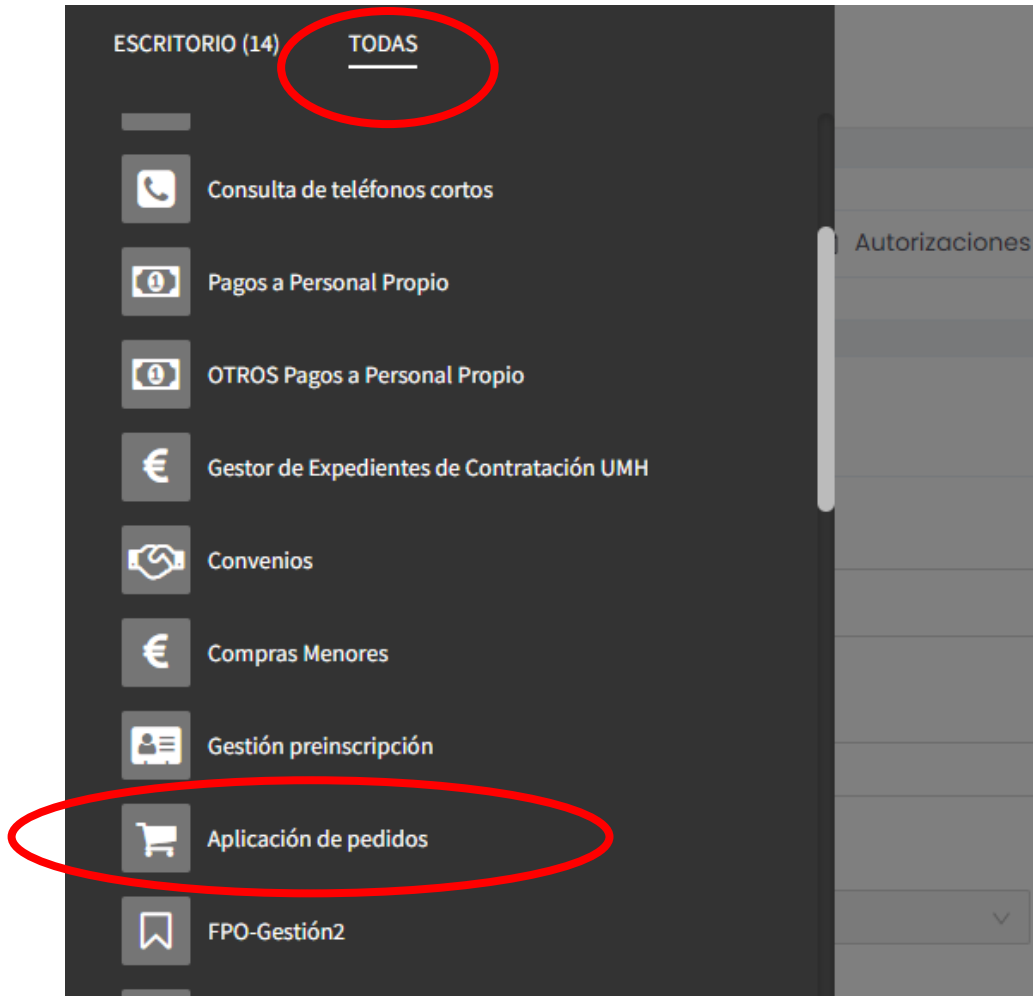 ESCRITORIO (14) TODAS
Consulta de teléfonos cortos
Autorizaciones
Pagos a Personal Propio
OTROS Pagos a Personal Propio
Gestor de Expedientes de Contratación UMH
Convenios
Compras Menores
Gestión preinscripción
Aplicación de pedidos
FPO-Gestión2